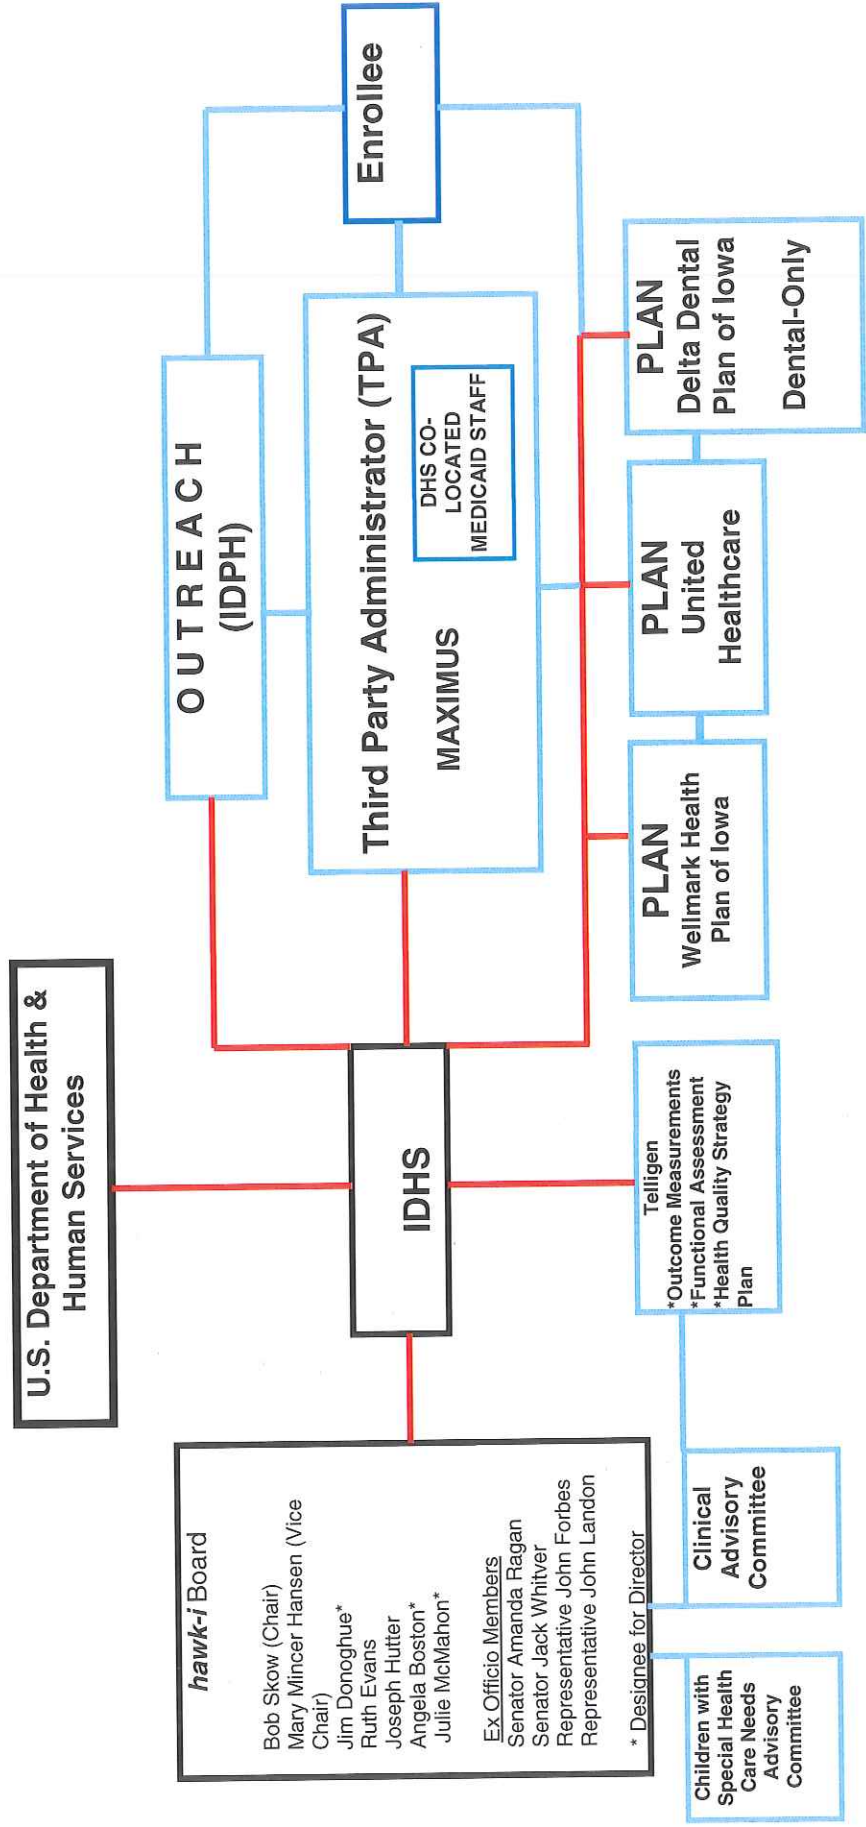 U.S. Department of Health &
Human Services
hawk-i Board
Bob Skow (Chair)
Mary Mincer Hansen (Vice
Chair)
Jim Donoghue*
Ruth Evans
Joseph Hutter
Angela Boston*
Julie McMahon*
Ex Officio Members
Senator Amanda Ragan
Senator Jack Whitver
Representative John Forbes
Representative John Landon
* Designee for Director
IDHS
OUTREACH
(IDPH)
Third Party Administrator (TPA)
MAXIMUS
DHS CO-
LOCATED
MEDICAID STAFF
Enrollee
Children with
Special Health
Care Needs
Advisory
Committee
Clinical
Advisory
Committee
Telligen
*Outcome Measurements
*Functional Assessment
*Health Quality Strategy
Plan
PLAN
Wellmark Health
Plan of Iowa
PLAN
United
Healthcare
PLAN
Delta Dental
Plan of Iowa
Dental-Only